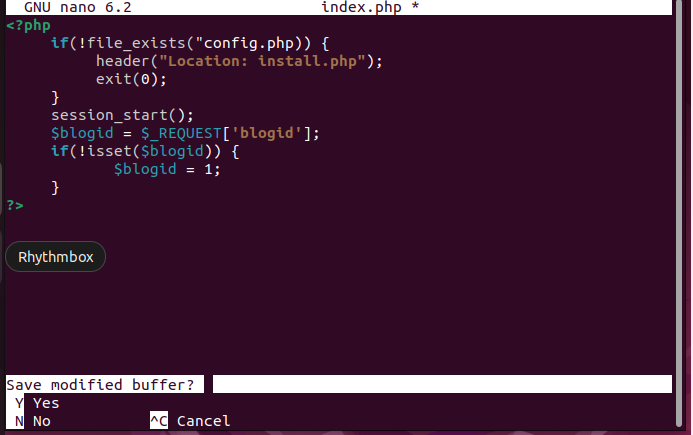 GNU nano 6.2 index.php *
<?php
if(!file_exists("config.php)) {
header("Location: install.php");
exit(0);
}
session_start();
$blogid = $_REQUEST['blogid'];
if(!isset($blogid)) {
$blogid = 1;
}
?>
Rhythmbox
Save modified buffer?
Y Yes
N No ^C Cancel